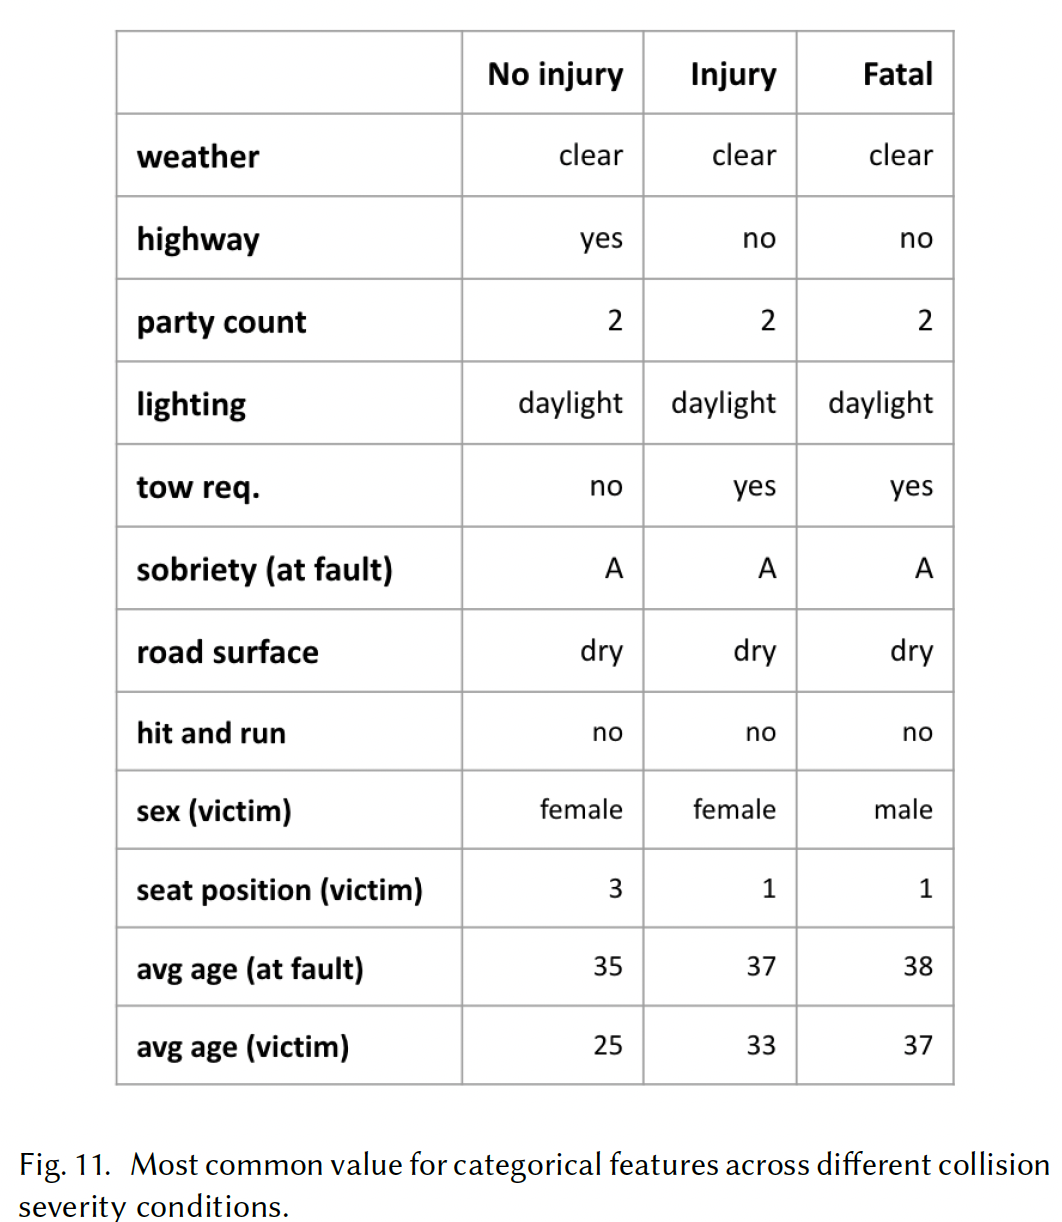 No injury Injury Fatal
weather clear clear clear
highway yes no no
party count 2 2 2
lighting daylight daylight daylight
tow req. no yes yes
sobriety (at fault) A A A
road surface dry dry dry
hit and run no no no
sex (victim) female female male
seat position (victim) 3 1 1
avg age (at fault) 35 37 38
avg age (victim) 25 33 37
Fig. 11. Most common value for categorical features across different collision
severity conditions.